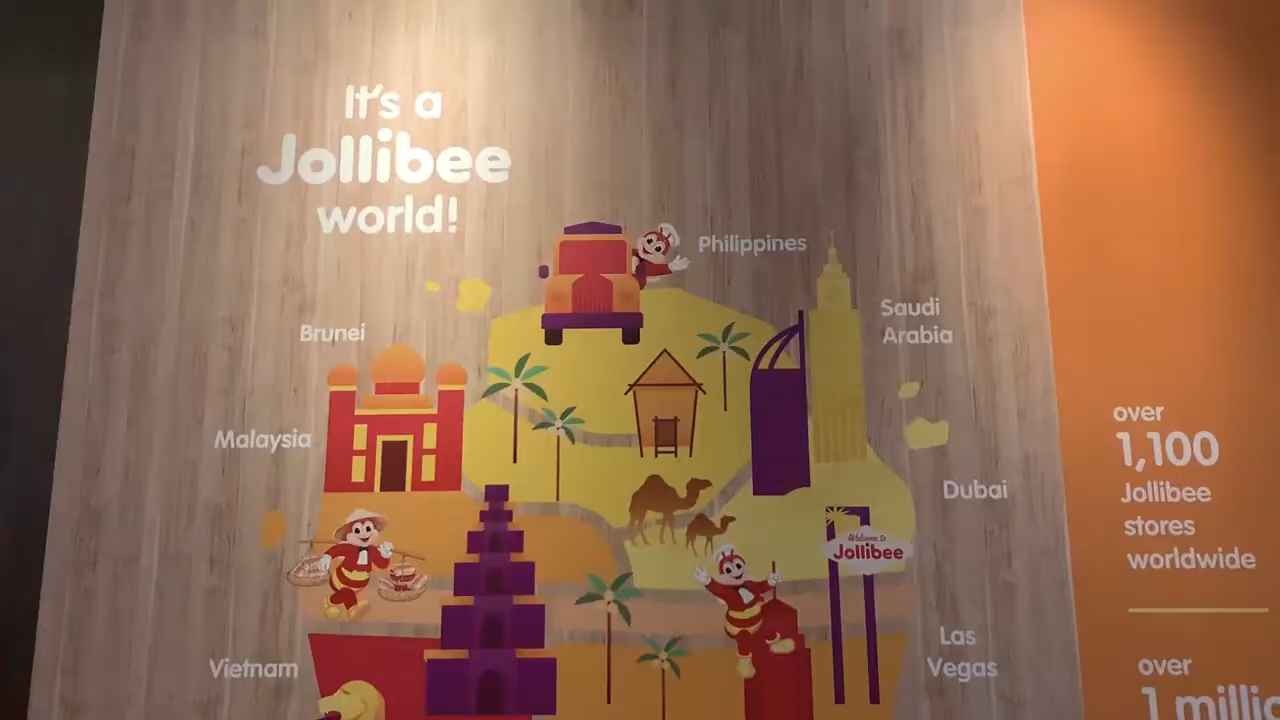 It's a
Jollibee
world!
Philippines
Saudi
Arabia
Brunei
Malaysia
Dubai
Welcome to
Jollibee
Las
Vegas
Vietnam
over
1,100
Jollibee
stores
worldwide
over
1